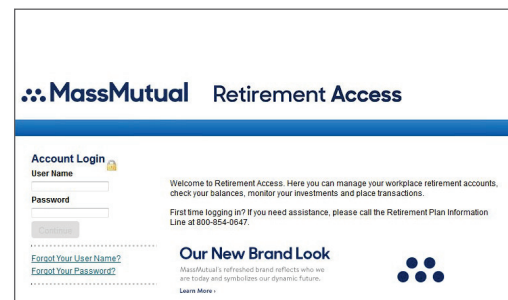 MassMutual Retirement Access
Account Login
User Name
Password
Continue
Forgot Your User Name?
Forgot Your Password?
Welcome to Retirement Access. Here you can manage your workplace retirement accounts,
check your balances, monitor your investments and place transactions.
First time logging in? If you need assistance, please call the Retirement Plan Information
Line at 800-854-0647.
Our New Brand Look
MassMutual's refreshed brand reflects who we
are today and symbolizes our dynamic future.
Learn More ›